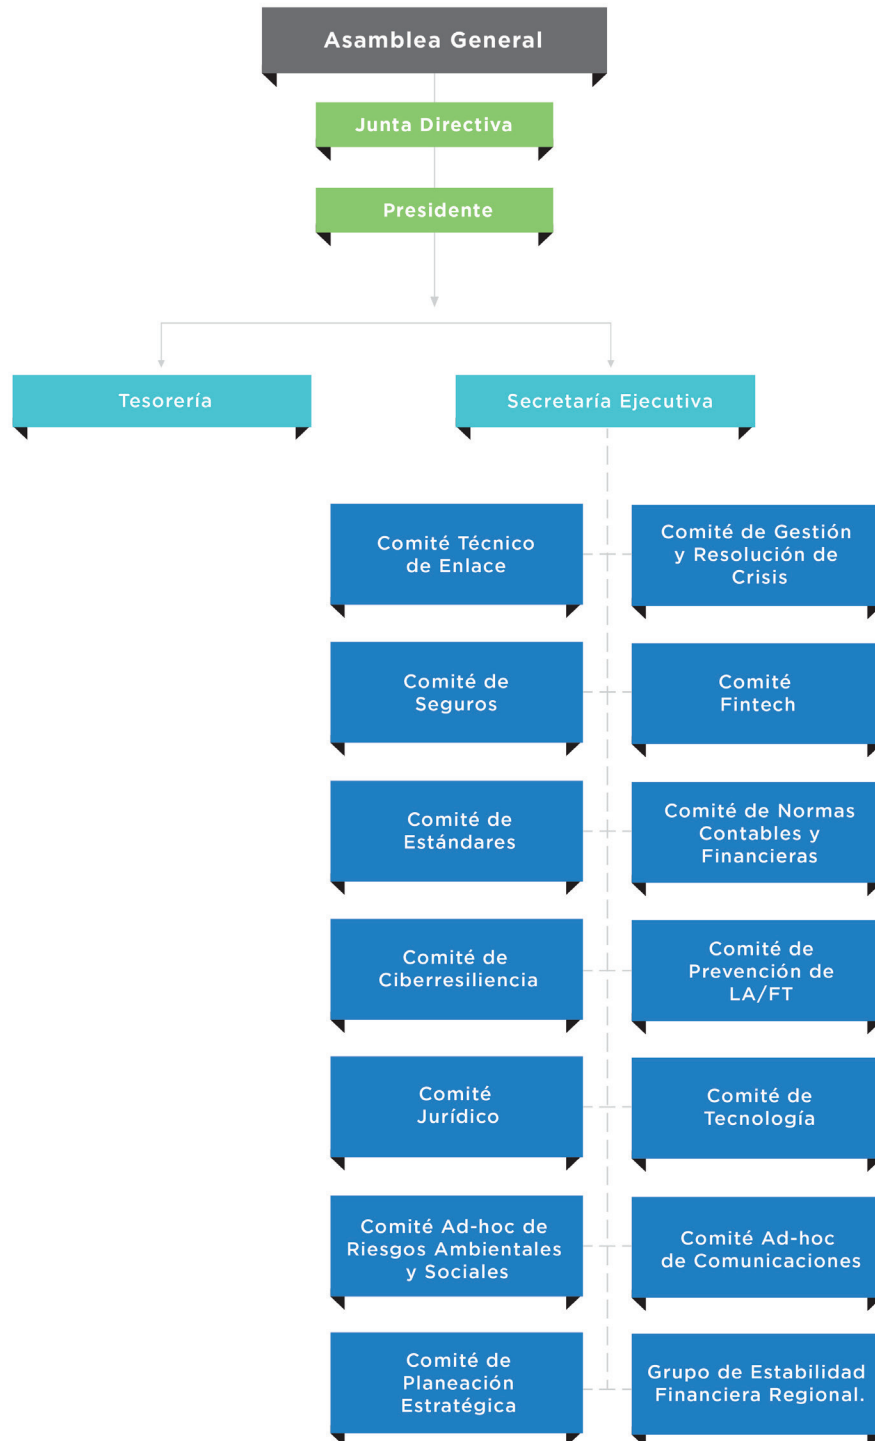 Asamblea General
Junta Directiva
Presidente
Tesorería
Secretaría Ejecutiva
Comité Técnico
de Enlace
Comité de Gestión
y Resolución de
Crisis
Comité de
Seguros
Comité
Fintech
Comité de
Estándares
Comité de Normas
Contables y
Financieras
Comité de
Ciberresiliencia
Comité de
Prevención de
LA/FT
Comité
Jurídico
Comité de
Tecnología
Comité Ad-hoc de
Riesgos Ambientales
y Sociales
Comité Ad-hoc
de Comunicaciones
Comité de
Planeación
Estratégica
Grupo de Estabilidad
Financiera Regional.